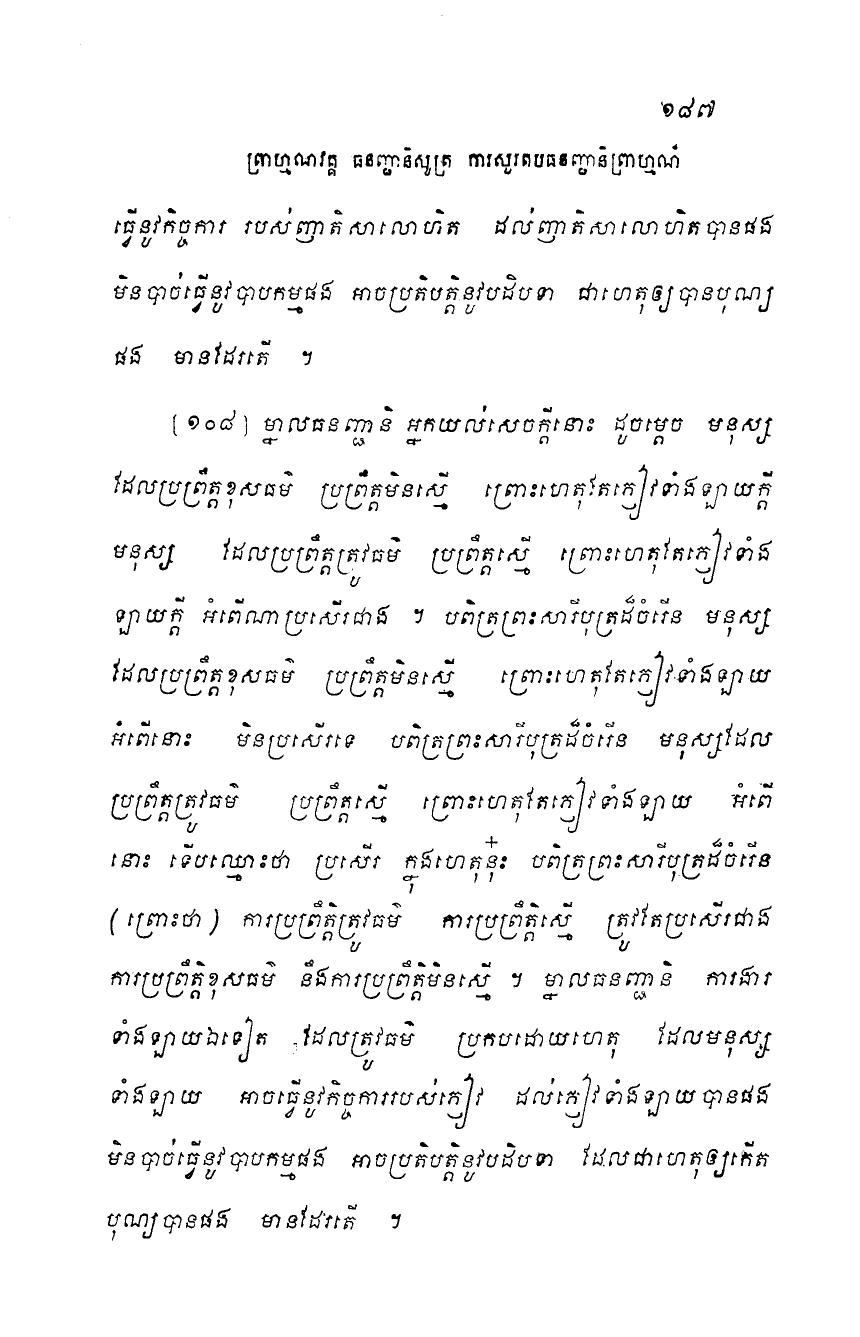 ១៨៧
ព្រាហ្មណវគ្គ ធនញ្ជានិសូត្រ ការសួរតបធនញ្ជានិព្រាហ្មណ៍
ធ្វើនូវកិច្ចការ របស់ញាតិសាលោហិត ដល់ញាតិសាលោហិតបានផង
មិនបាច់ធ្វើនូវបាបកម្មផង អាចប្រតិបត្តិនូវបដិបទា ជាហេតុឲ្យបានបុណ្យ
ផង មានដែរតើ ។
[១០៨] ម្នាលធនញ្ជានិ អ្នកយល់សេចក្តីនោះ ដូចម្តេច មនុស្ស
ដែលប្រព្រឹត្តខុសធម៌ ប្រព្រឹត្តមិនស្មើ ព្រោះហេតុតែភ្ញៀវទាំងឡាយក្តី
មនុស្ស ដែលប្រព្រឹត្តត្រូវធម៌ ប្រព្រឹត្តស្មើ ព្រោះហេតុតែភ្ញៀវទាំង
ឡាយក្តី អំពើណាប្រសើរជាង ។ បពិត្រព្រះសារីបុត្រដ៏ចំរើន មនុស្ស
ដែលប្រព្រឹត្តខុសធម៌ ប្រព្រឹត្តមិនស្មើ ព្រោះហេតុតែភ្ញៀវទាំងឡាយ
អំពើនោះ មិនប្រសើរទេ បពិត្រព្រះសារីបុត្រដ៏ចំរើន មនុស្សដែល
ប្រព្រឹត្តត្រូវធម៌ ប្រព្រឹត្តស្មើ ព្រោះហេតុតែភ្ញៀវទាំងឡាយ អំពើ
នោះ ទើបឈ្មោះថា ប្រសើរ ក្នុងហេតុនុ៎ះ បពិត្រព្រះសារីបុត្រដ៏ចំរើន
(ព្រោះថា) ការប្រព្រឹត្តិត្រូវធម៌ ការប្រព្រឹត្តិស្មើ ត្រូវតែប្រសើរជាង
ការប្រព្រឹត្តិខុសធម៌ នឹងការប្រព្រឹត្តិមិនស្មើ ។ ម្នាលធនញ្ជានិ ការងារ
ទាំងឡាយឯទៀត ដែលត្រូវធម៌ ប្រកបដោយហេតុ ដែលមនុស្ស
ទាំងឡាយ អាចធ្វើនូវកិច្ចការរបស់ភ្ញៀវ ដល់ភ្ញៀវទាំងឡាយបានផង
មិនបាច់ធ្វើនូវបាបកម្មផង អាចប្រតិបត្តិនូវបដិបទា ដែលជាហេតុឲ្យកើត
បុណ្យបានផង មានដែរតើ ។